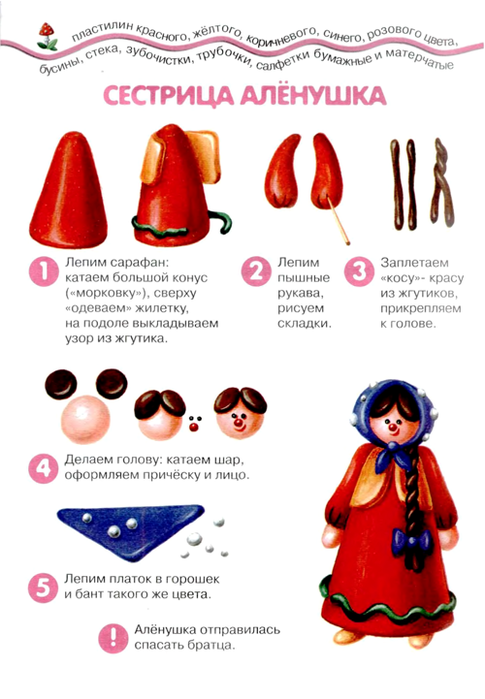 пластилин красного, жёлтого, коричневого, синего, розового цвета,
бусины, стека, зубочистки, трубочки, салфетки бумажные и матерчатые
СЕСТРИЦА АЛЁНУШКА
1
Лепим сарафан:
катаем большой конус
(«морковку»), сверху
«одеваем» жилетку,
на подоле выкладываем
узор из жгутика.
2
Лепим
пышные
рукава,
рисуем
складки.
3
Заплетаем
«косу»- красу
из жгутиков,
прикрепляем
к голове.
4
Делаем голову: катаем шар,
оформляем причёску и лицо.
5
Лепим платок в горошек
и бант такого же цвета.
!
Алёнушка отправилась
спасать братца.